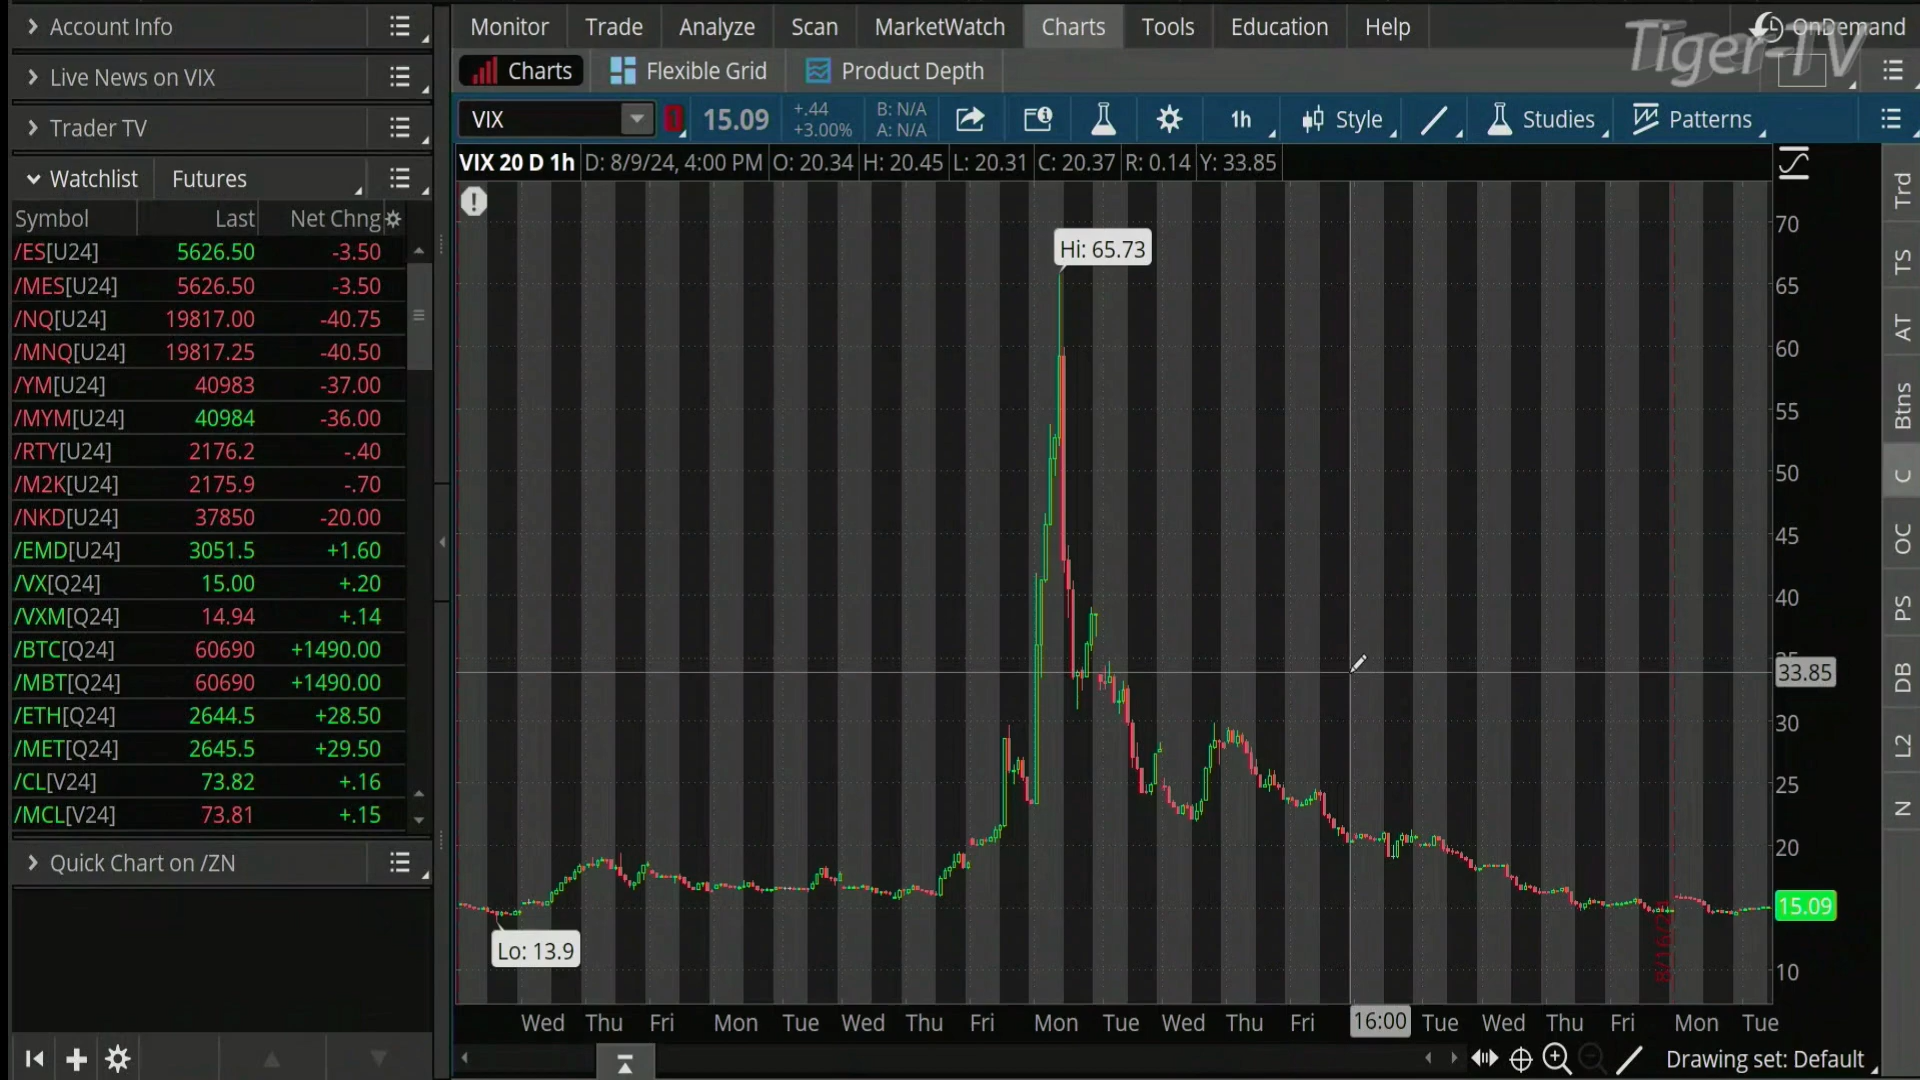 Account Info
Live News on VIX
Trader TV
Watchlist Futures
Symbol Last Net Chng
/ES[U24] 5626.50 -3.50
/MES[U24] 5626.50 -3.50
/NQ[U24] 19817.00 -40.75
/MNQ[U24] 19817.25 -40.50
/YM[U24] 40983 -37.00
/MYM[U24] 40984 -36.00
/RTY[U24] 2176.2 -.40
/M2K[U24] 2175.9 -.70
/NKD[U24] 37850 -20.00
/EMD[U24] 3051.5 +1.60
/VX[Q24] 15.00 +.20
/VXM[Q24] 14.94 +.14
/BTC[Q24] 60690 +1490.00
/MBT[Q24] 60690 +1490.00
/ETH[Q24] 2644.5 +28.50
/MET[Q24] 2645.5 +29.50
/CL[V24] 73.82 +.16
/MCL[V24] 73.81 +.15
Quick Chart on /ZN
Monitor Trade Analyze Scan MarketWatch Charts Tools Education Help OnDemand
Tiger-TV
Charts Flexible Grid Product Depth
VIX 15.09 +.44 B: N/A 1h Style Studies Patterns
+3.00% A: N/A
VIX 20 D 1h D: 8/9/24, 4:00 PM O: 20.34 H: 20.45 L: 20.31 C: 20.37 R: 0.14 Y: 33.85
Hi: 65.73
Lo: 13.9
70
65
60
55
50
45
40
35
33.85
30
25
20
15.09
10
8/16/24
Wed Thu Fri Mon Tue Wed Thu Fri Mon Tue Wed Thu Fri 16:00 Tue Wed Thu Fri Mon Tue
Drawing set: Default
Trd
TS
AT
Btns
C
OC
PS
DB
L2
N